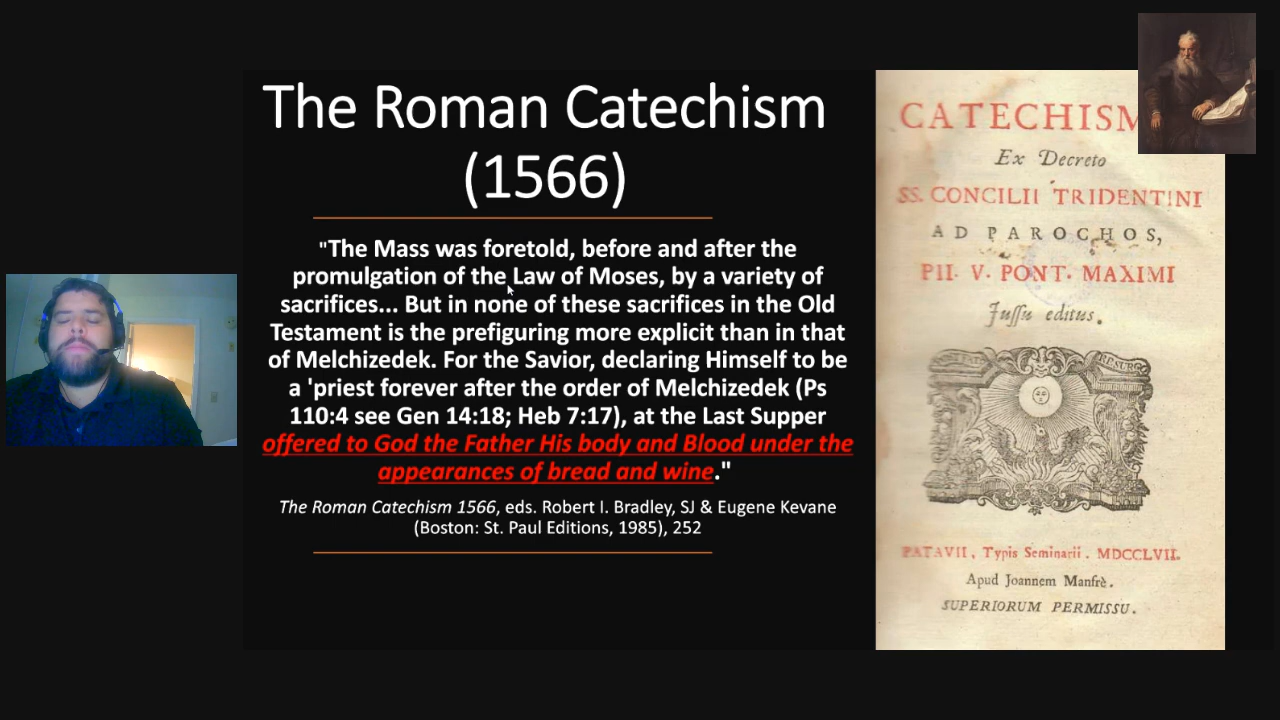 The Roman Catechism
(1566)
"The Mass was foretold, before and after the
promulgation of the Law of Moses, by a variety of
sacrifices... But in none of these sacrifices in the Old
Testament is the prefiguring more explicit than in that
of Melchizedek. For the Savior, declaring Himself to be
a 'priest forever after the order of Melchizedek (Ps
110:4 see Gen 14:18; Heb 7:17), at the Last Supper
offered to God the Father His body and Blood under the
appearances of bread and wine."
The Roman Catechism 1566, eds. Robert I. Bradley, SJ & Eugene Kevane
(Boston: St. Paul Editions, 1985), 252
CATECHISM
Ex Decreto
SS. CONCILII TRIDENTINI
AD PAROCHOS,
PII. V. PONT. MAXIMI
Juſſu editus.
PATAVII, Typis Seminarii. MDCCLVII.
Apud Joannem Manfrè.
SUPERIORUM PERMISSU.